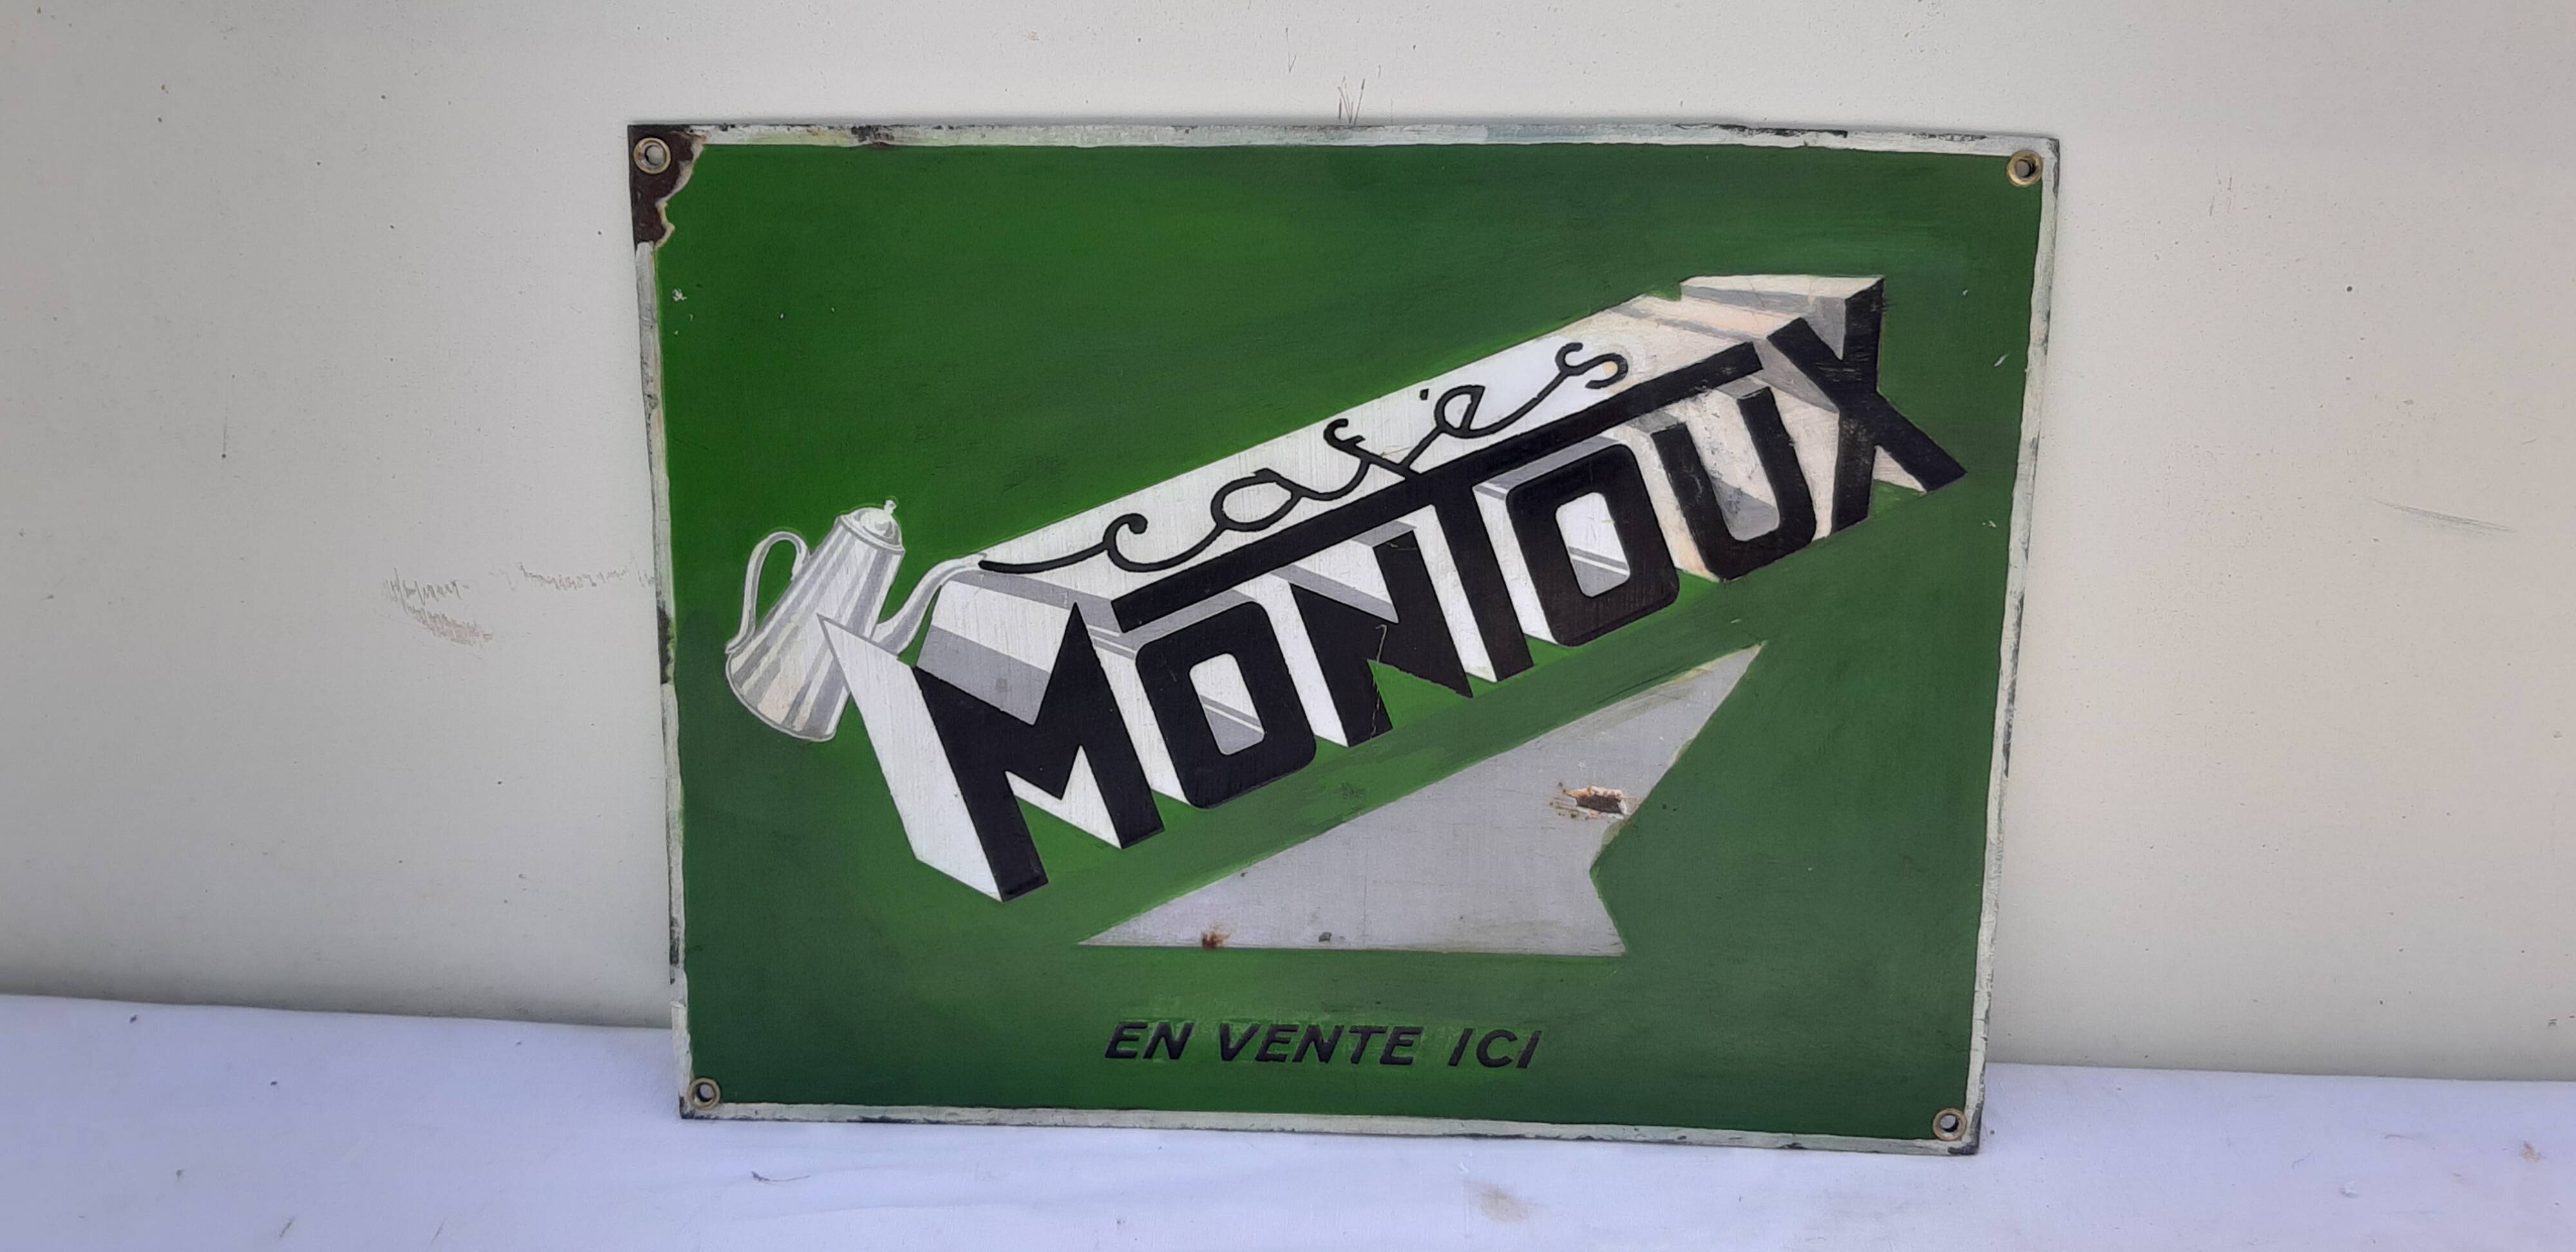 cafés
MONTOUX
EN VENTE ICI